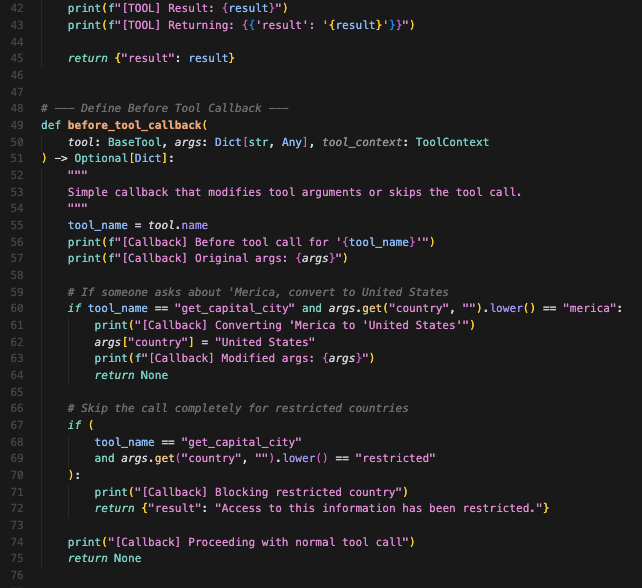 42 print(f"[TOOL] Result: {result}")
43 print(f"[TOOL] Returning: {{'result': '{result}'}}")
44
45 return {"result": result}
46
47
48 # ——— Define Before Tool Callback ———
49 def before_tool_callback(
50 tool: BaseTool, args: Dict[str, Any], tool_context: ToolContext
51 ) -> Optional[Dict]:
52 """
53 Simple callback that modifies tool arguments or skips the tool call.
54 """
55 tool_name = tool.name
56 print(f"[Callback] Before tool call for '{tool_name}'")
57 print(f"[Callback] Original args: {args}")
58
59 # If someone asks about 'Merica, convert to United States
60 if tool_name == "get_capital_city" and args.get("country", "").lower() == "merica":
61 print("[Callback] Converting 'Merica to 'United States'")
62 args["country"] = "United States"
63 print(f"[Callback] Modified args: {args}")
64 return None
65
66 # Skip the call completely for restricted countries
67 if (
68 tool_name == "get_capital_city"
69 and args.get("country", "").lower() == "restricted"
70 ):
71 print("[Callback] Blocking restricted country")
72 return {"result": "Access to this information has been restricted."}
73
74 print("[Callback] Proceeding with normal tool call")
75 return None
76